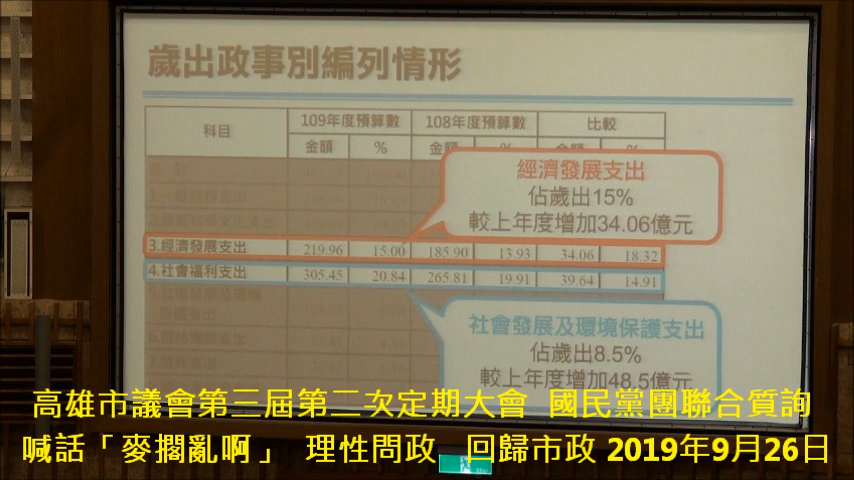 歲出政事別編列情形
科目 109年度預算數 108年度預算數 比較
金額 % 金額 % 金額 %
經濟發展支出
佔歲出15%
較上年度增加34.06億元
3.經濟發展支出 219.96 15.00 185.90 13.93 34.06 18.32
4.社會福利支出 305.45 20.84 265.81 19.91 39.64 14.91
社會發展及環境保護支出
佔歲出8.5%
較上年度增加48.5億元
高雄市議會第三屆第二次定期大會 國民黨團聯合質詢
喊話「麥擱亂啊」 理性問政 回歸市政 2019年9月26日